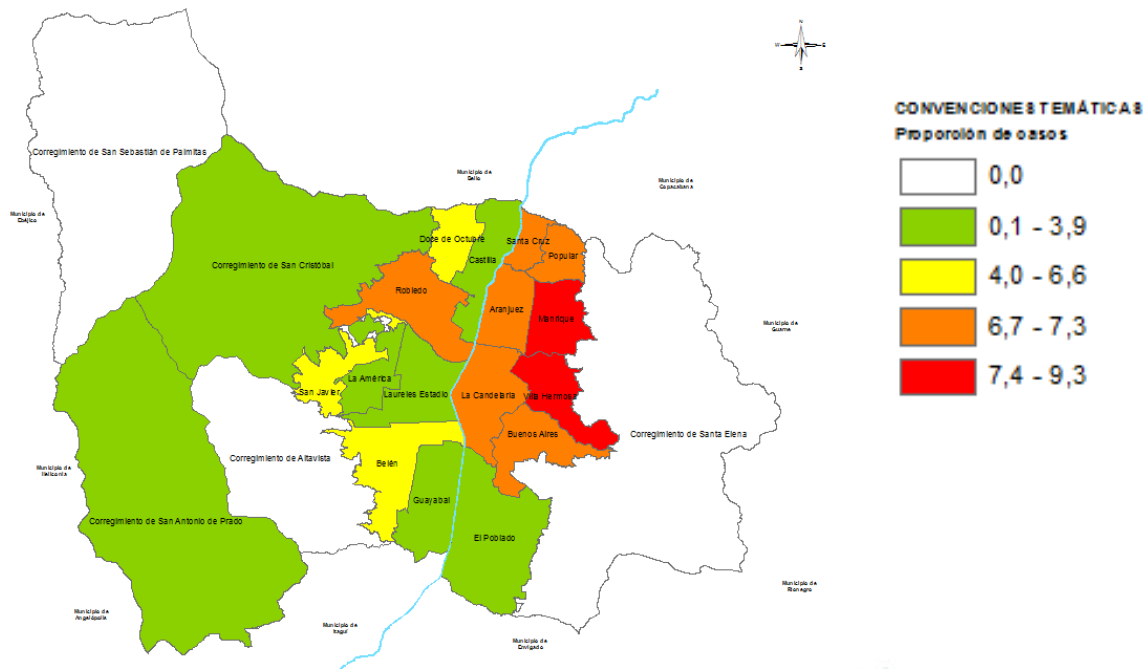 N
W
E
S
CONVENCIONES TEMÁTICAS
Proporción de casos
0,0
0,1 - 3,9
4,0 - 6,6
6,7 - 7,3
7,4 - 9,3
Corregimiento de San Sebastián de Palmitas
Municipio de
Bello
Municipio de
Copacabana
Municipio de
Ebéjico
Doce de Octubre
Castilla
Santa Cruz
Popular
Corregimiento de San Cristóbal
Robledo
Aranjuez
Manrique
Municipio de
Guarne
La América
San Javier
Laureles Estadio
La Candelaria
Villa Hermosa
Buenos Aires
Corregimiento de Santa Elena
Corregimiento de Altavista
Belén
Municipio de
Heliconia
Guayabal
Corregimiento de San Antonio de Prado
El Poblado
Municipio de
Rionegro
Municipio de
Angelópolis
Municipio de
Itagüí
Municipio de
Envigado